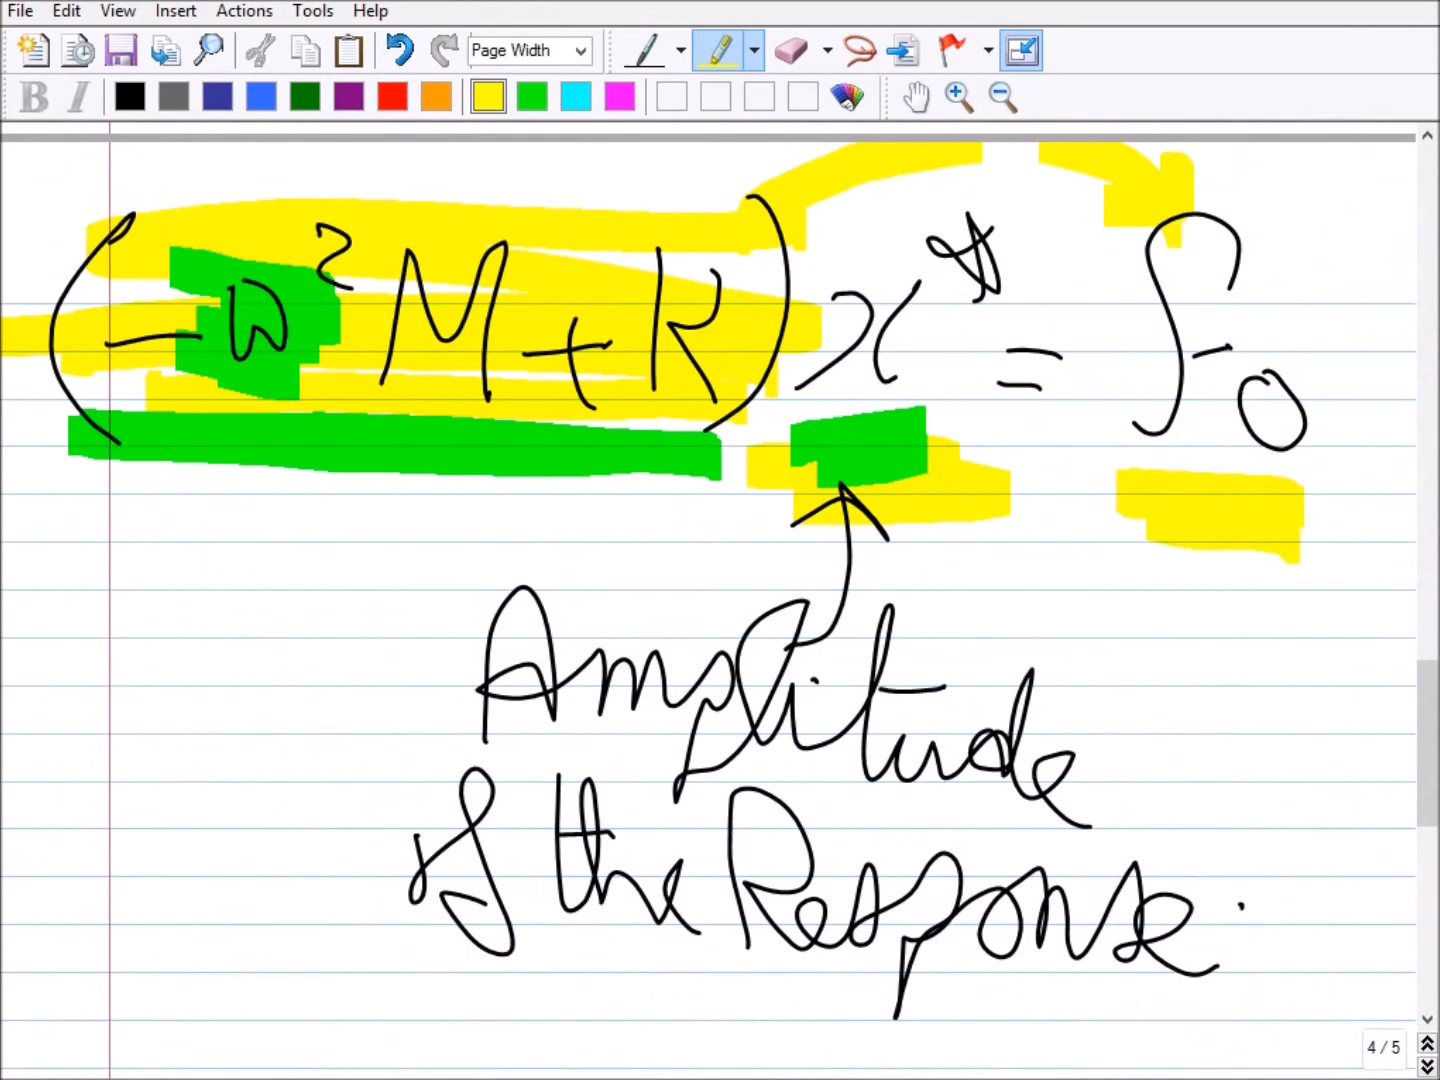 File Edit View Insert Actions Tools Help
Page Width
B I
(-ω²M+K)x* = f₀
Amplitude
of the Response.
4 / 5